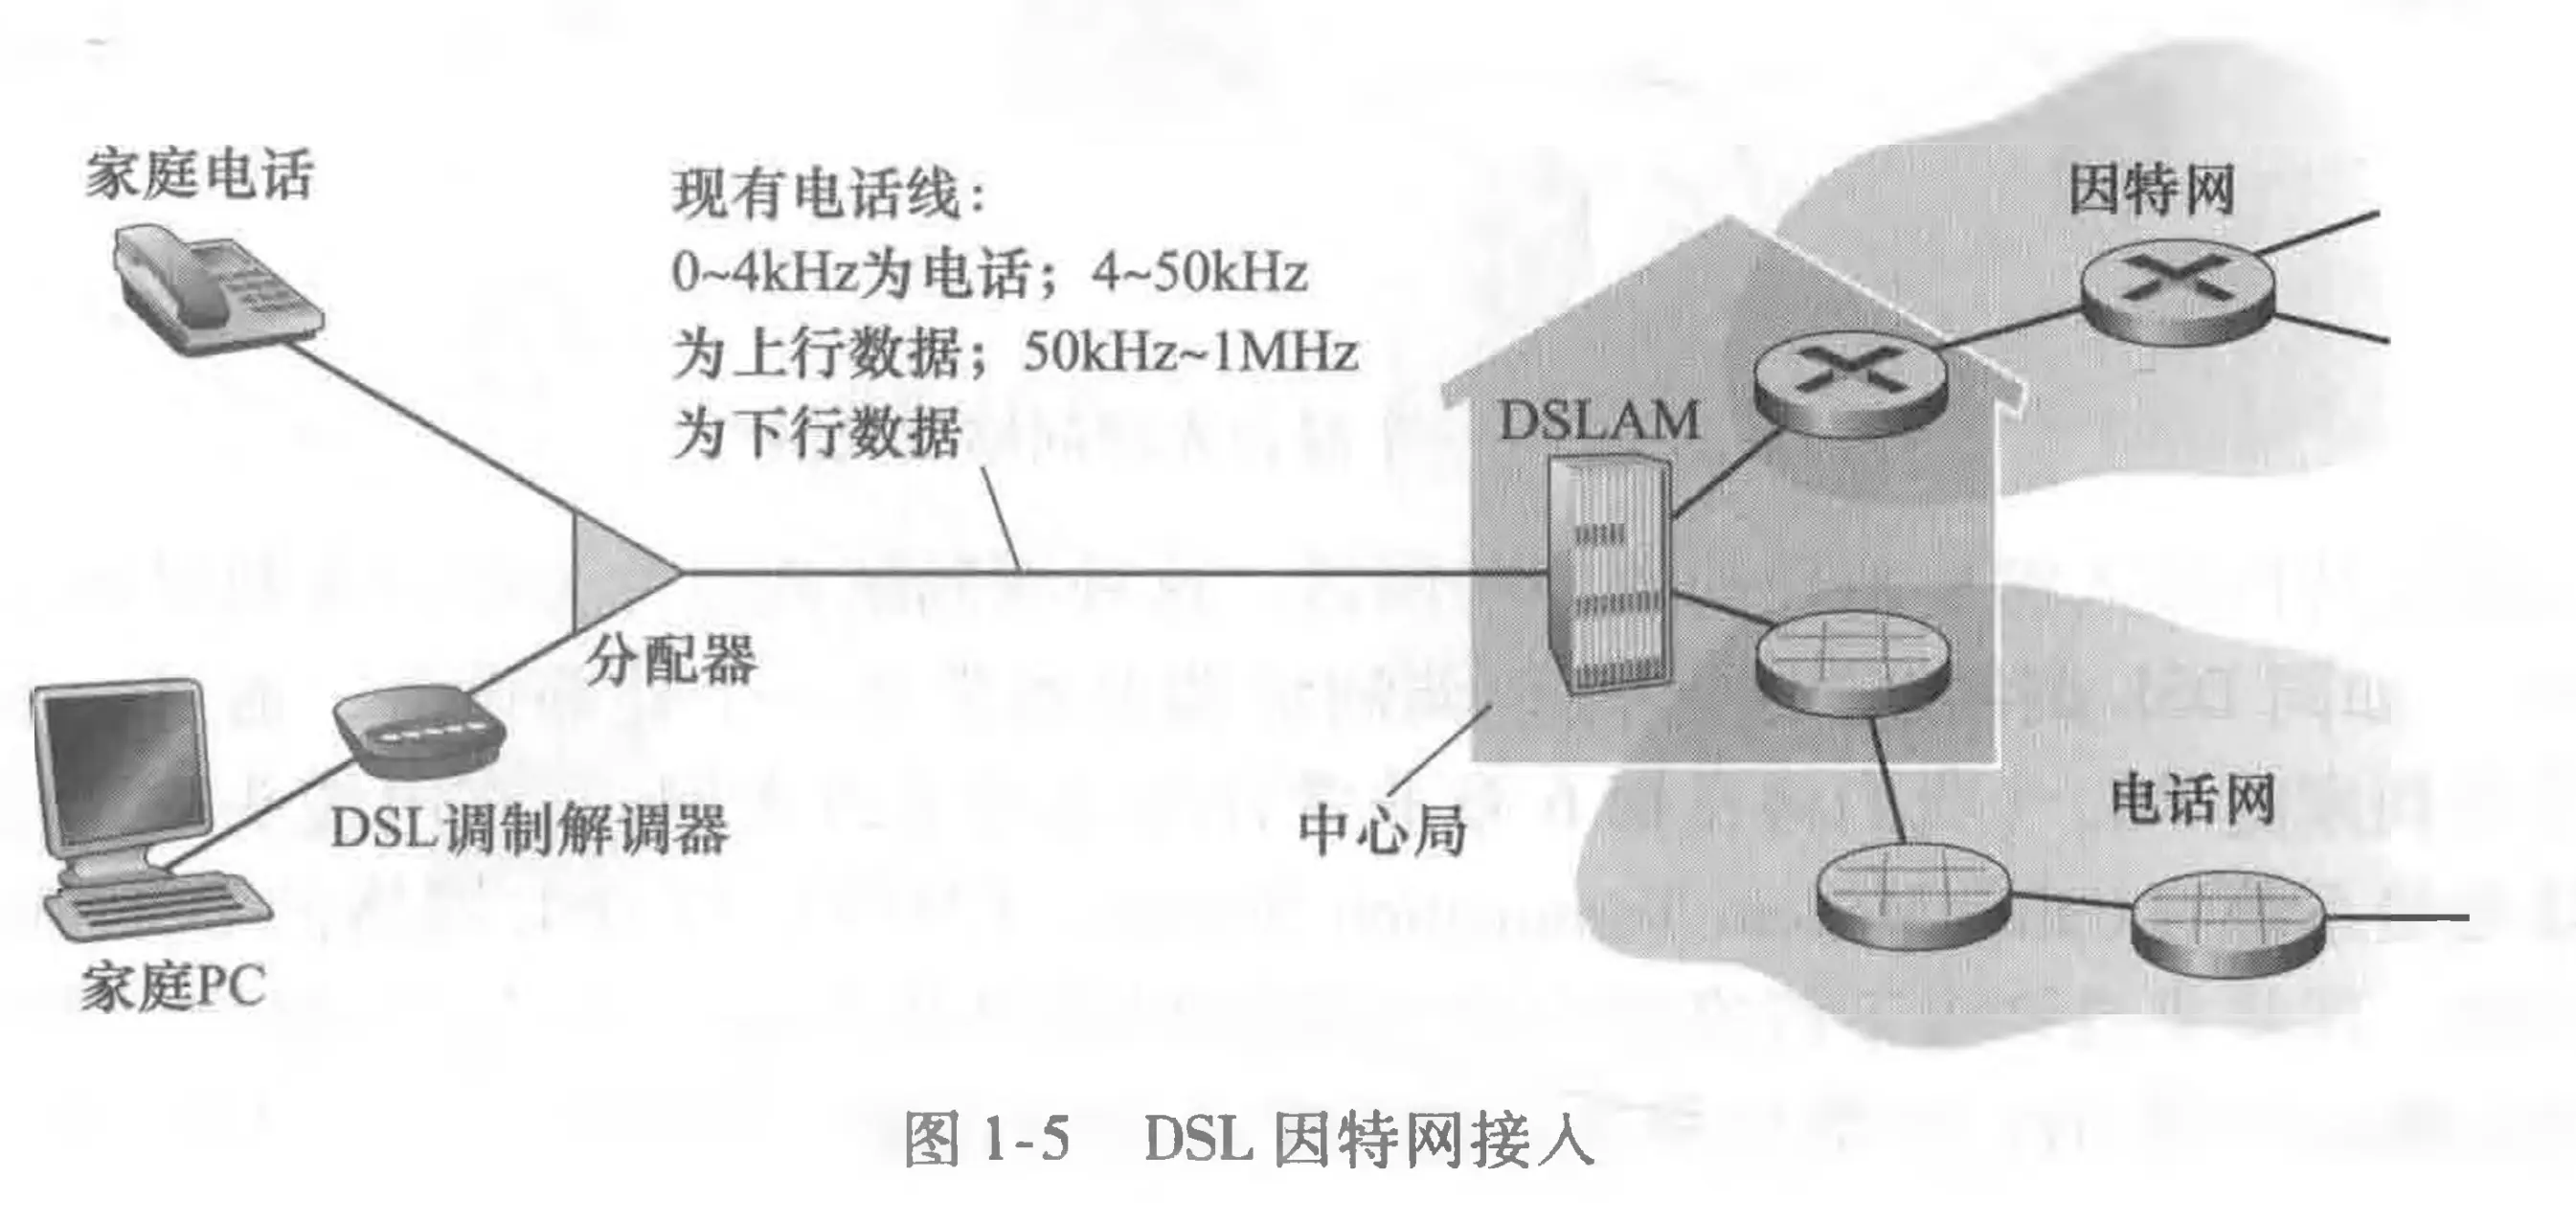 家庭电话
现有电话线：
0~4kHz为电话；4~50kHz
为上行数据；50kHz~1MHz
为下行数据
因特网
DSLAM
分配器
DSL调制解调器
中心局
电话网
家庭PC
图 1-5 DSL 因特网接入